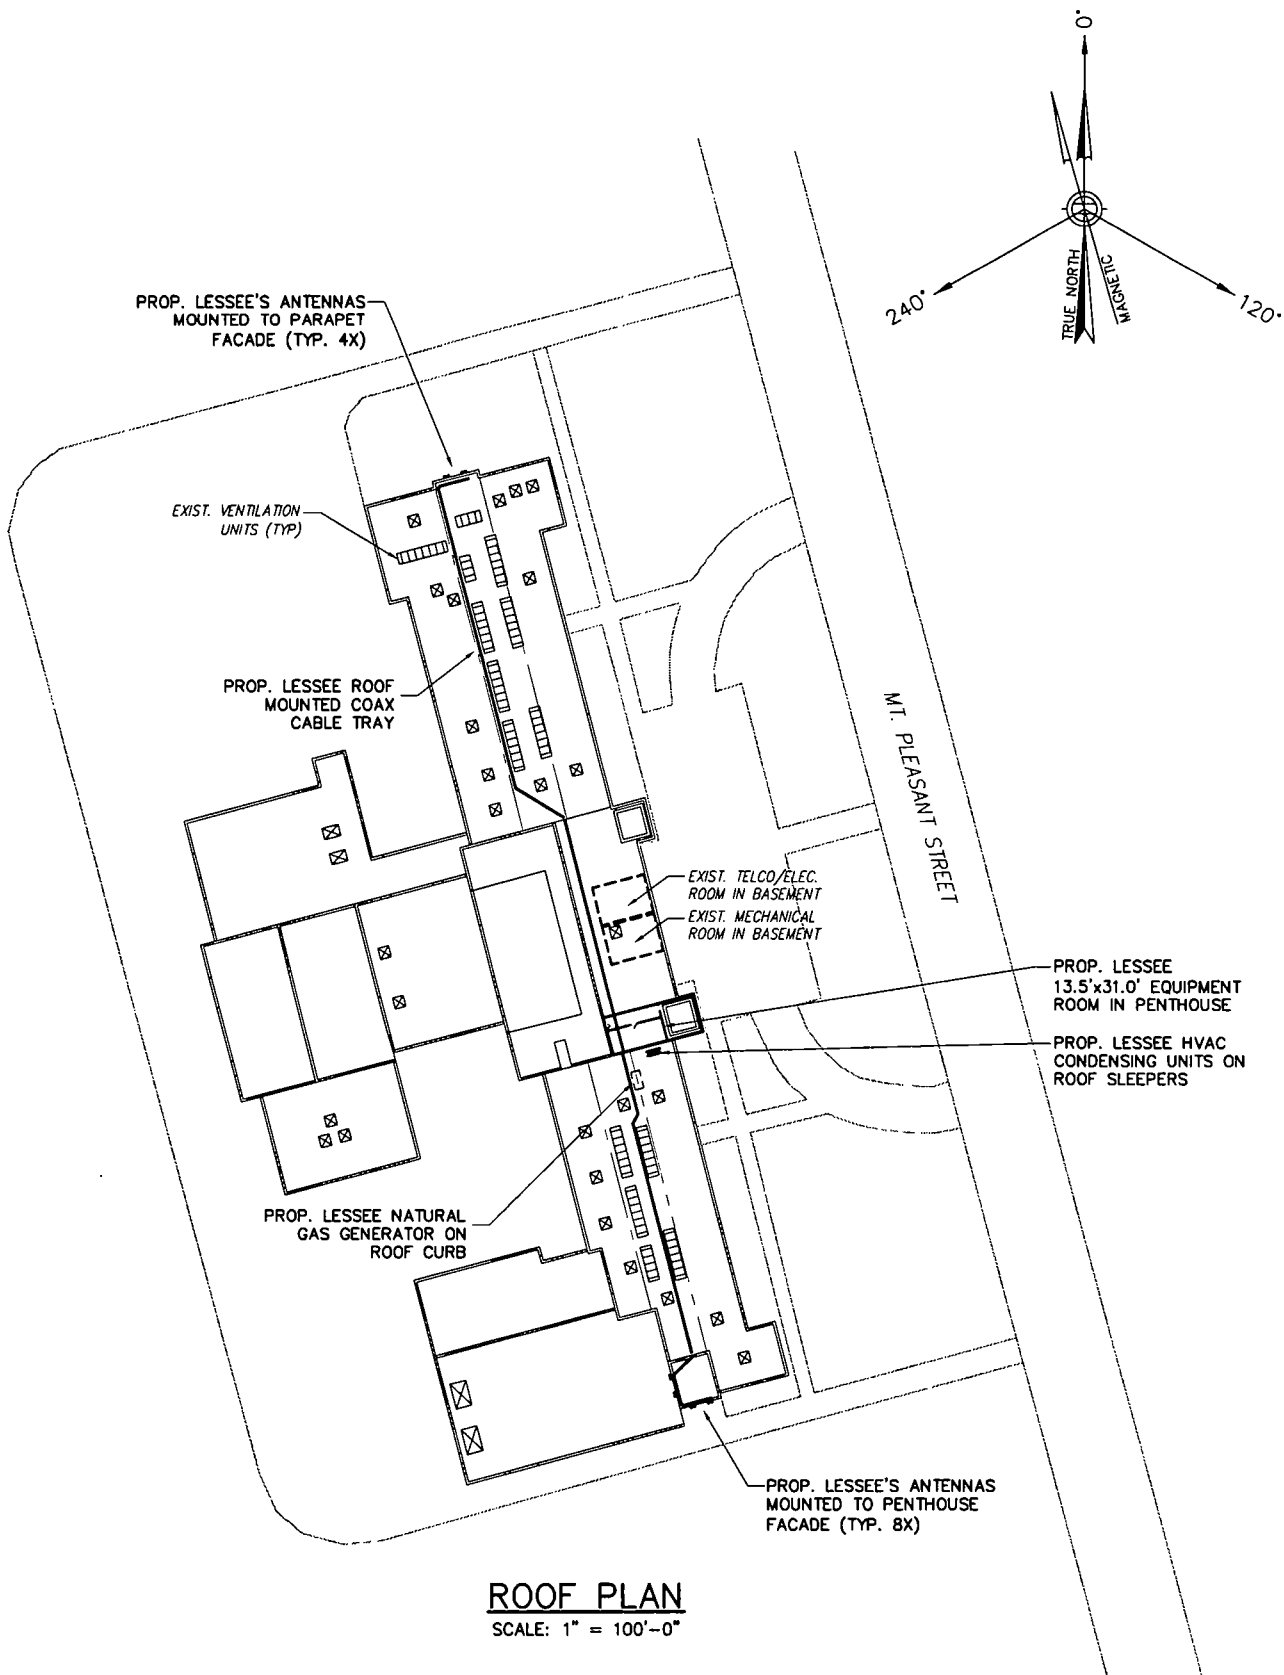 0°
240°
120°
TRUE NORTH
MAGNETIC
PROP. LESSEE'S ANTENNAS
MOUNTED TO PARAPET
FACADE (TYP. 4X)
EXIST. VENTILATION
UNITS (TYP)
PROP. LESSEE ROOF
MOUNTED COAX
CABLE TRAY
MT. PLEASANT STREET
EXIST. TELCO/ELEC.
ROOM IN BASEMENT
EXIST. MECHANICAL
ROOM IN BASEMENT
PROP. LESSEE
13.5'x31.0' EQUIPMENT
ROOM IN PENTHOUSE
PROP. LESSEE HVAC
CONDENSING UNITS ON
ROOF SLEEPERS
PROP. LESSEE NATURAL
GAS GENERATOR ON
ROOF CURB
PROP. LESSEE'S ANTENNAS
MOUNTED TO PENTHOUSE
FACADE (TYP. 8X)
ROOF PLAN
SCALE: 1" = 100'-0"